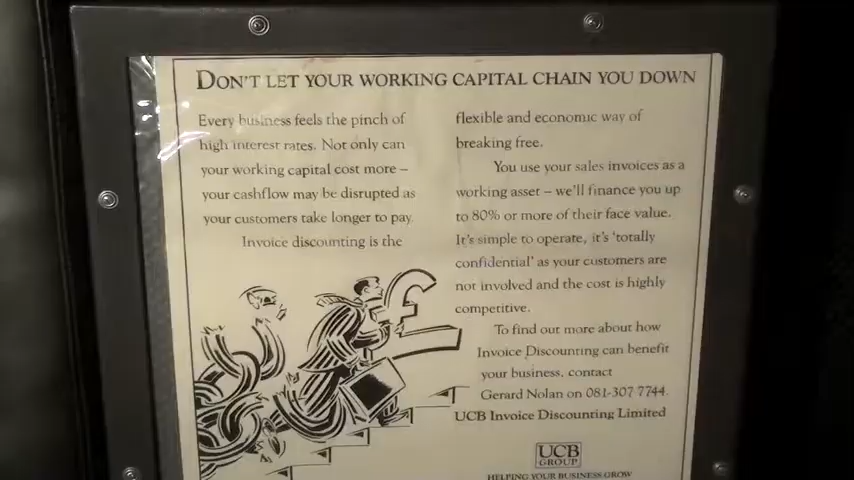 DON'T LET YOUR WORKING CAPITAL CHAIN YOU DOWN
Every business feels the pinch of
high interest rates. Not only can
your working capital cost more –
your cashflow may be disrupted as
your customers take longer to pay.
Invoice discounting is the
flexible and economic way of
breaking free.
You use your sales invoices as a
working asset – we'll finance you up
to 80% or more of their face value.
It's simple to operate, it's 'totally
confidential' as your customers are
not involved and the cost is highly
competitive.
To find out more about how
Invoice Discounting can benefit
your business, contact
Gerard Nolan on 081-307 7744.
UCB Invoice Discounting Limited
£
UCB
GROUP
HELPING YOUR BUSINESS GROW